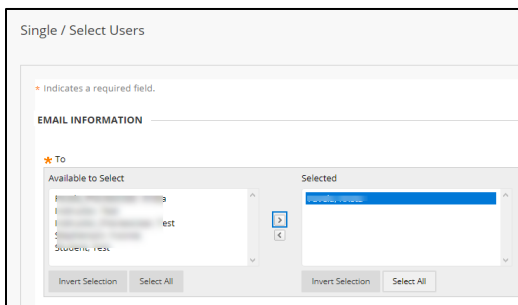 Single / Select Users
* Indicates a required field.
EMAIL INFORMATION
* To
Available to Select
Selected
Test
Student, Test
>
<
Invert Selection
Select All
Invert Selection
Select All